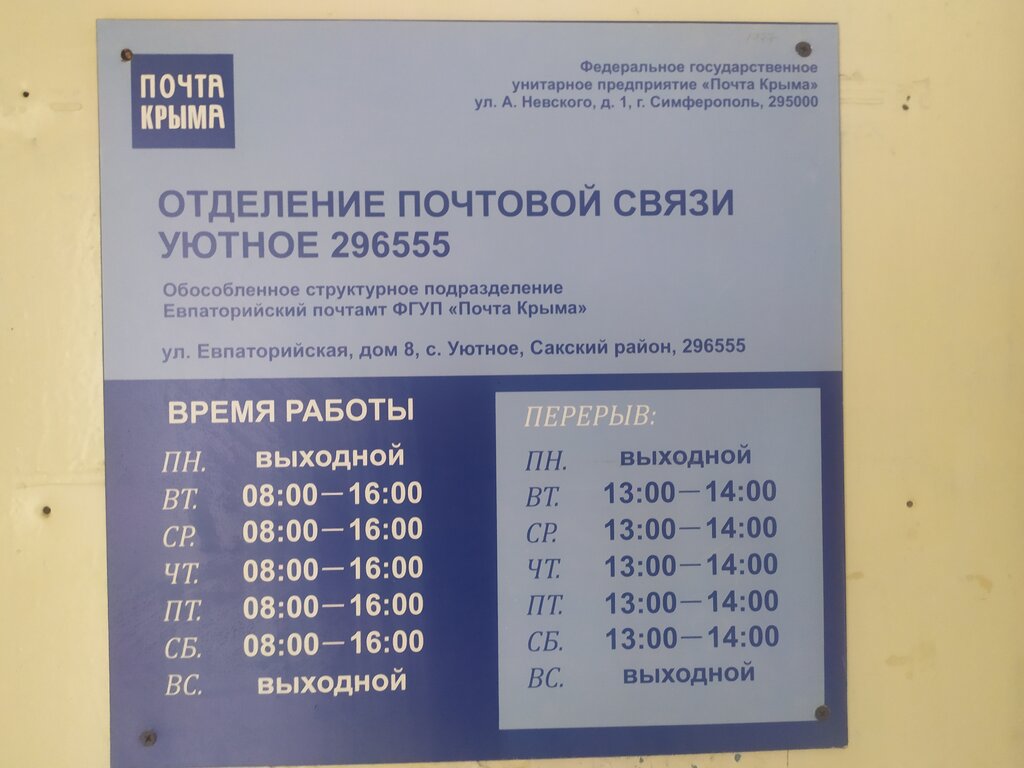 ПОЧТА
КРЫМА
Федеральное государственное
унитарное предприятие «Почта Крыма»
ул. А. Невского, д. 1, г. Симферополь, 295000
ОТДЕЛЕНИЕ ПОЧТОВОЙ СВЯЗИ
УЮТНОЕ 296555
Обособленное структурное подразделение
Евпаторийский почтамт ФГУП «Почта Крыма»
ул. Евпаторийская, дом 8, с. Уютное, Сакский район, 296555
ВРЕМЯ РАБОТЫ
ПН. выходной
ВТ. 08:00—16:00
СР. 08:00—16:00
ЧТ. 08:00—16:00
ПТ. 08:00—16:00
СБ. 08:00—16:00
ВС. выходной
ПЕРЕРЫВ:
ПН. выходной
ВТ. 13:00—14:00
СР. 13:00—14:00
ЧТ. 13:00—14:00
ПТ. 13:00—14:00
СБ. 13:00—14:00
ВС. выходной